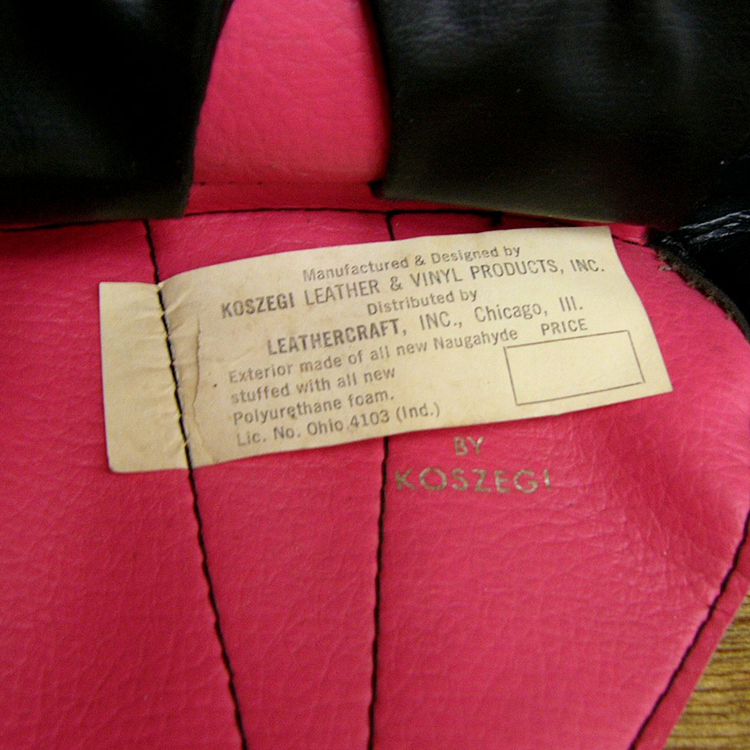 Manufactured & Designed by
KOSZEGI LEATHER & VINYL PRODUCTS, INC.
Distributed by
LEATHERCRAFT, INC., Chicago, Ill.
Exterior made of all new Naugahyde
stuffed with all new
Polyurethane foam.
Lic. No. Ohio 4103 (Ind.)
PRICE
BY
KOSZEGI